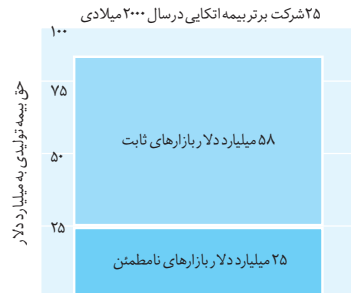 ۲۵شرکت برتر بیمه اتکایی در سال ۲۰۰۰ میلادی
۱۰۰
۷۵
۵۰
۲۵
حق بیمه تولیدی به میلیارد دلار
۵۸ میلیارد دلار بازارهای ثابت
۲۵ میلیارد دلار بازارهای نامطمئن